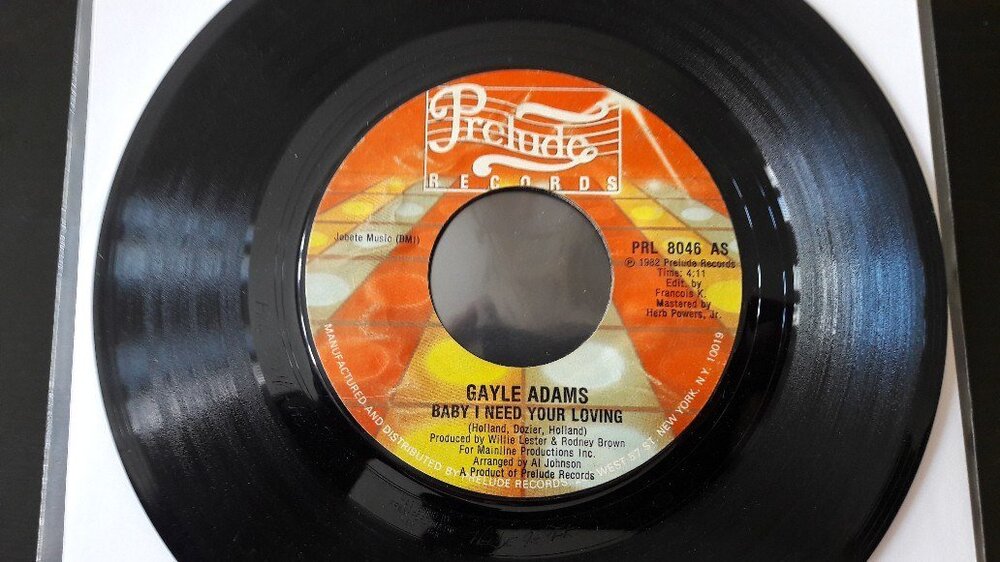 Prelude
RECORDS
Jobete Music (BMI)
PRL 8046 AS
℗ 1982 Prelude Records
Time: 4:11
Edit. by
Francois K.
Mastered by
Herb Powers, Jr.
GAYLE ADAMS
BABY I NEED YOUR LOVING
(Holland, Dozier, Holland)
Produced by Willie Lester & Rodney Brown
For Mainline Productions Inc.
Arranged by Al Johnson
A Product of Prelude Records
MANUFACTURED AND DISTRIBUTED BY PRELUDE RECORDS, WEST 57 ST. NEW YORK, N.Y. 10019